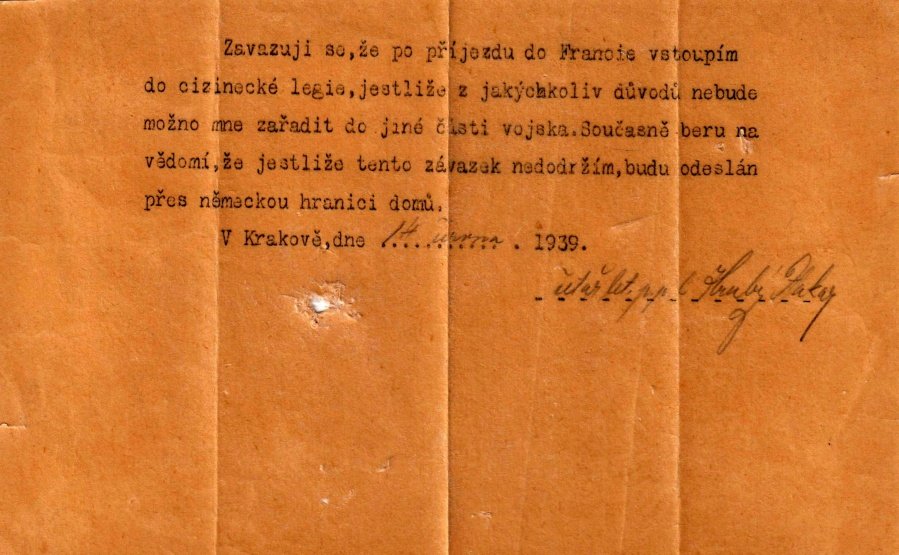 Zavazuji se,že po příjezdu do Francie vstoupím
do cizinecké legie,jestliže z jakýchkoliv důvodů nebude
možno mne zařadit do jiné části vojska.Současně beru na
vědomí,že jestliže tento závazek nedodržím,budu odeslán
přes německou hranici domů.
V Krakově,dne 14 června . 1939.
Hrubý